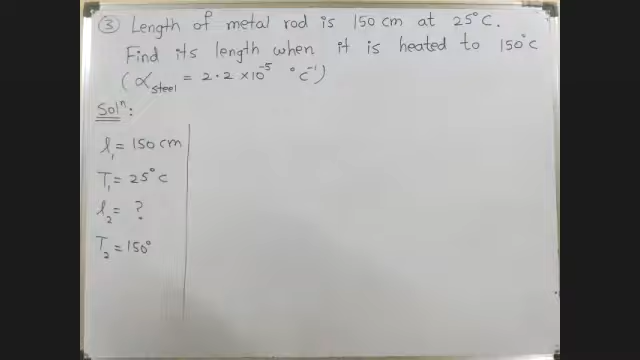 ③ Length of metal rod is 150 cm at 25°C.
Find its length when it is heated to 150°C
(α steel = 2.2 × 10⁻⁵ °C⁻¹)
Solⁿ:
l₁ = 150 cm
T₁ = 25°C
l₂ = ?
T₂ = 150°